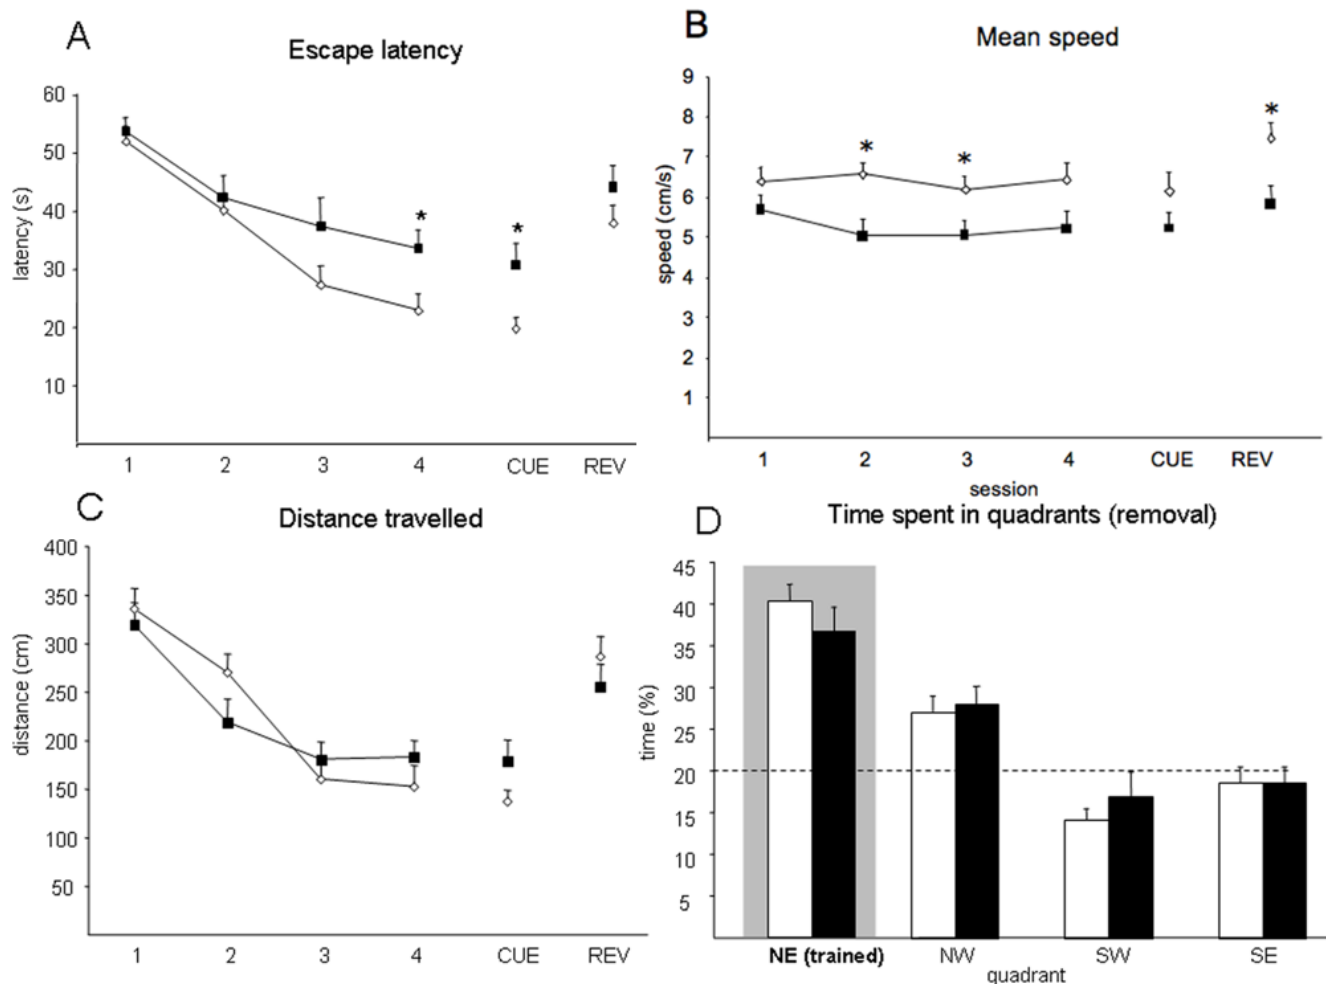 A
Escape latency
60
50
40
30
20
10
latency (s)
*
*
1 2 3 4 CUE REV
B
Mean speed
9
8
7
6
5
4
3
2
1
speed (cm/s)
*
*
*
1 2 3 4 CUE REV
session
C
Distance travelled
400
350
300
250
200
150
100
50
distance (cm)
1 2 3 4 CUE REV
D
Time spent in quadrants (removal)
45
40
35
30
25
20
15
10
5
time (%)
NE (trained) NW SW SE
quadrant